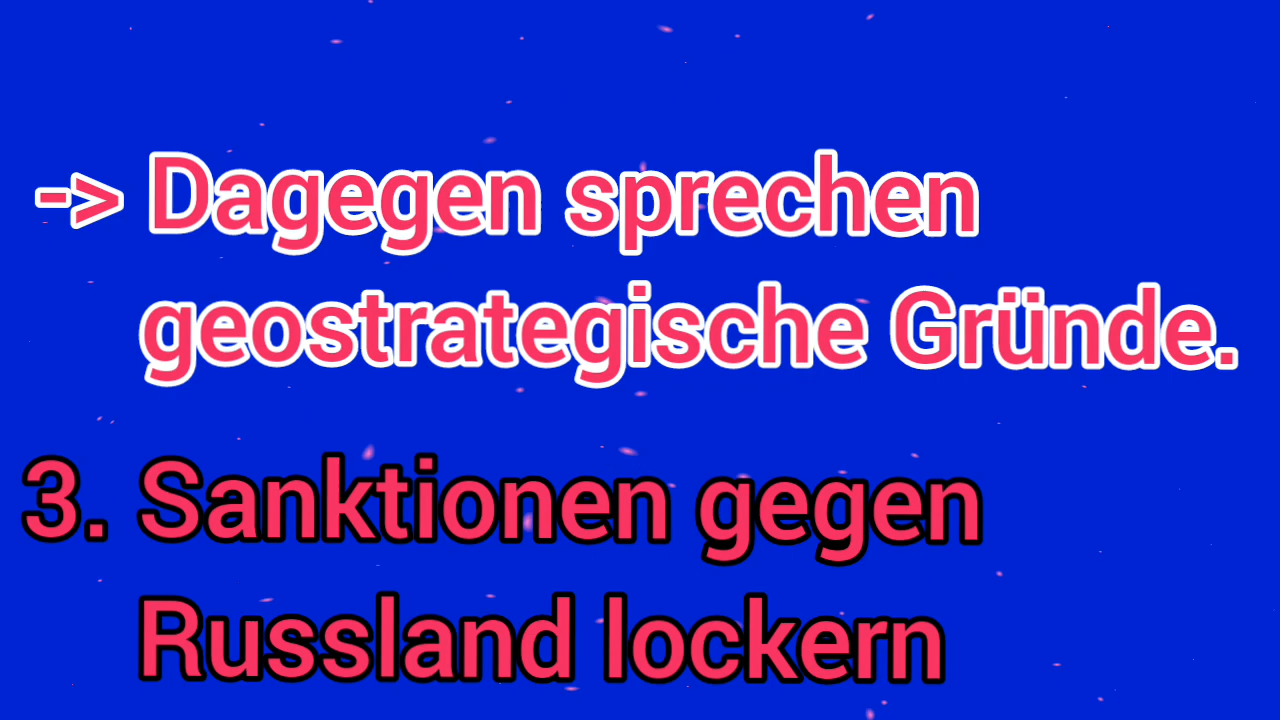 -> Dagegen sprechen
geostrategische Gründe.
3. Sanktionen gegen
Russland lockern